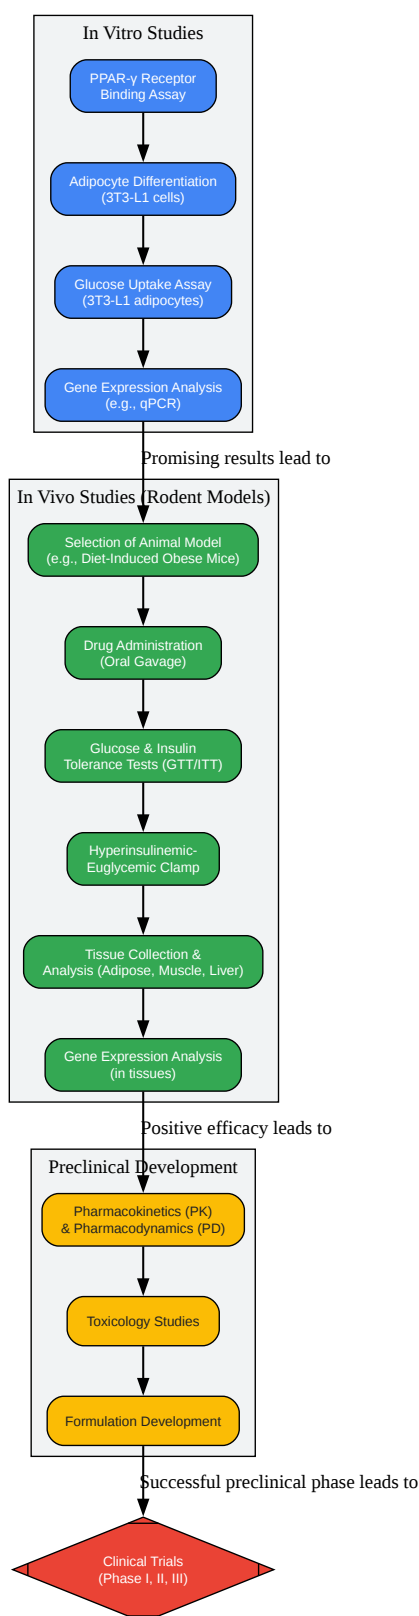 In Vitro Studies
PPAR-γ Receptor
Binding Assay
Adipocyte Differentiation
(3T3-L1 cells)
Glucose Uptake Assay
(3T3-L1 adipocytes)
Gene Expression Analysis
(e.g., qPCR)
Promising results lead to
In Vivo Studies (Rodent Models)
Selection of Animal Model
(e.g., Diet-Induced Obese Mice)
Drug Administration
(Oral Gavage)
Glucose & Insulin
Tolerance Tests (GTT/ITT)
Hyperinsulinemic-
Euglycemic Clamp
Tissue Collection &
Analysis (Adipose, Muscle, Liver)
Gene Expression Analysis
(in tissues)
Positive efficacy leads to
Preclinical Development
Pharmacokinetics (PK)
& Pharmacodynamics (PD)
Toxicology Studies
Formulation Development
Successful preclinical phase leads to
Clinical Trials
(Phase I, II, III)